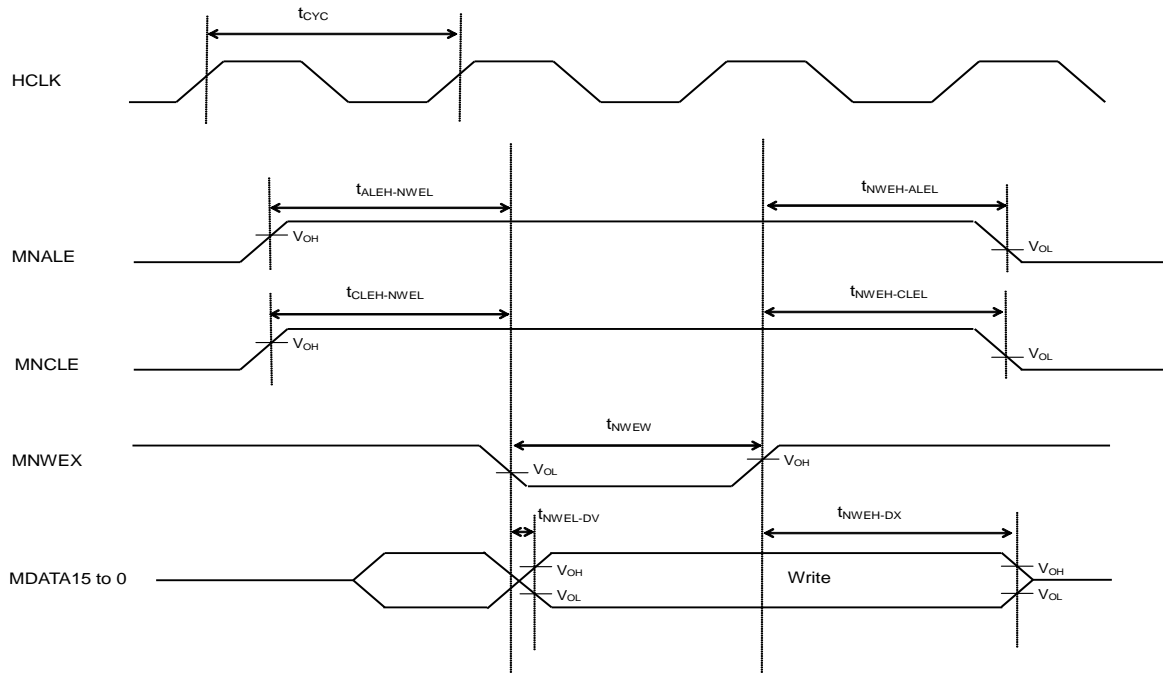 tCYC
HCLK
tALEH-NWEL
tNWEH-ALEL
VOH
MNALE
VOL
tCLEH-NWEL
tNWEH-CLEL
VOH
MNCLE
VOL
tNWEW
MNWEX
VOL
VOH
tNWEL-DV
tNWEH-DX
VOH
VOH
MDATA15 to 0
Write
VOL
VOL